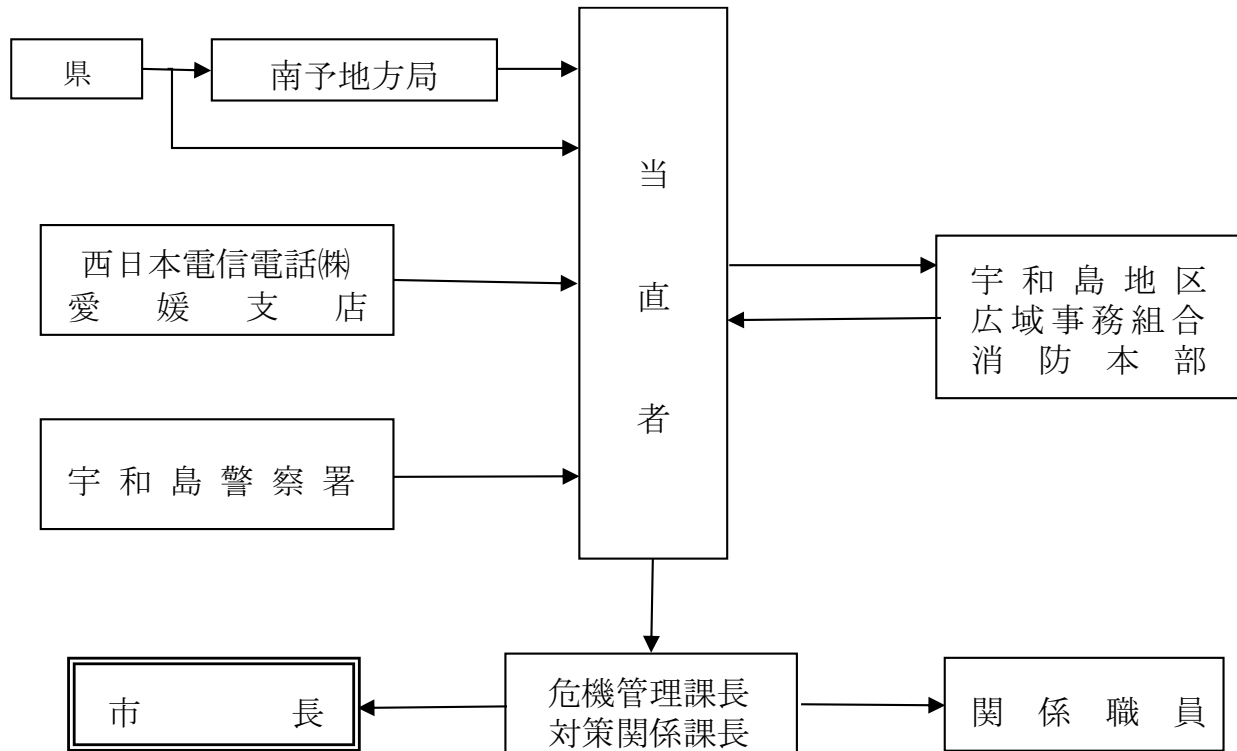 県
南予地方局
当直者
西日本電信電話㈱
愛媛支店
宇和島地区
広域事務組合
消防本部
宇和島警察署
市長
危機管理課長
対策関係課長
関係職員